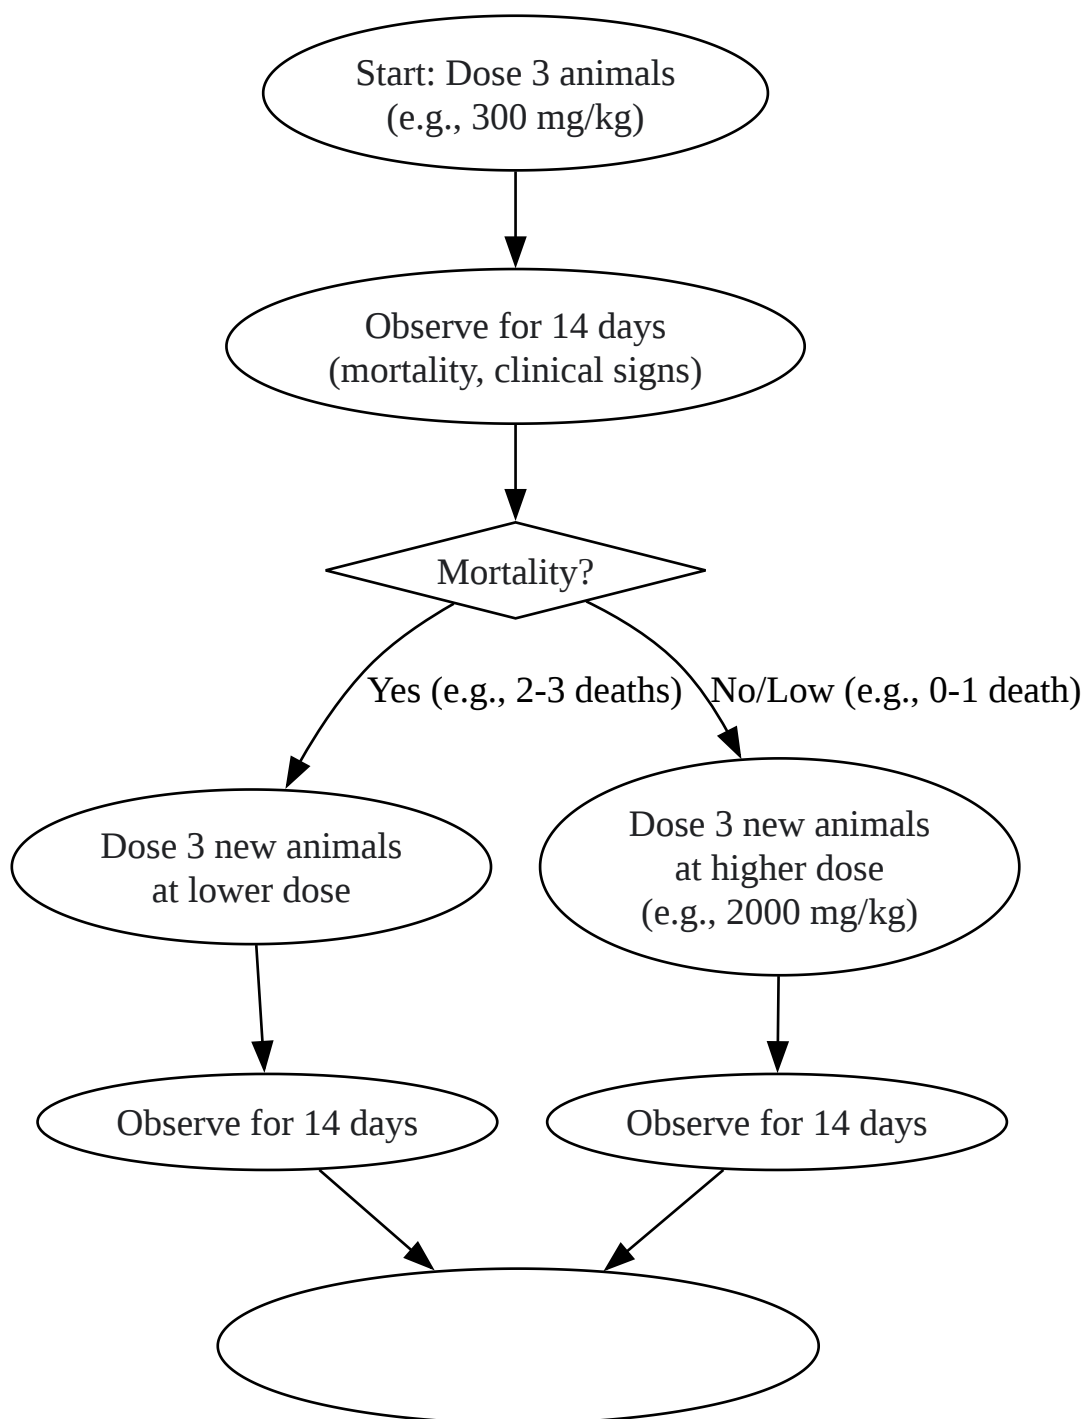 Start: Dose 3 animals
(e.g., 300 mg/kg)
Observe for 14 days
(mortality, clinical signs)
Mortality?
Yes (e.g., 2-3 deaths)
No/Low (e.g., 0-1 death)
Dose 3 new animals
at lower dose
Dose 3 new animals
at higher dose
(e.g., 2000 mg/kg)
Observe for 14 days
Observe for 14 days